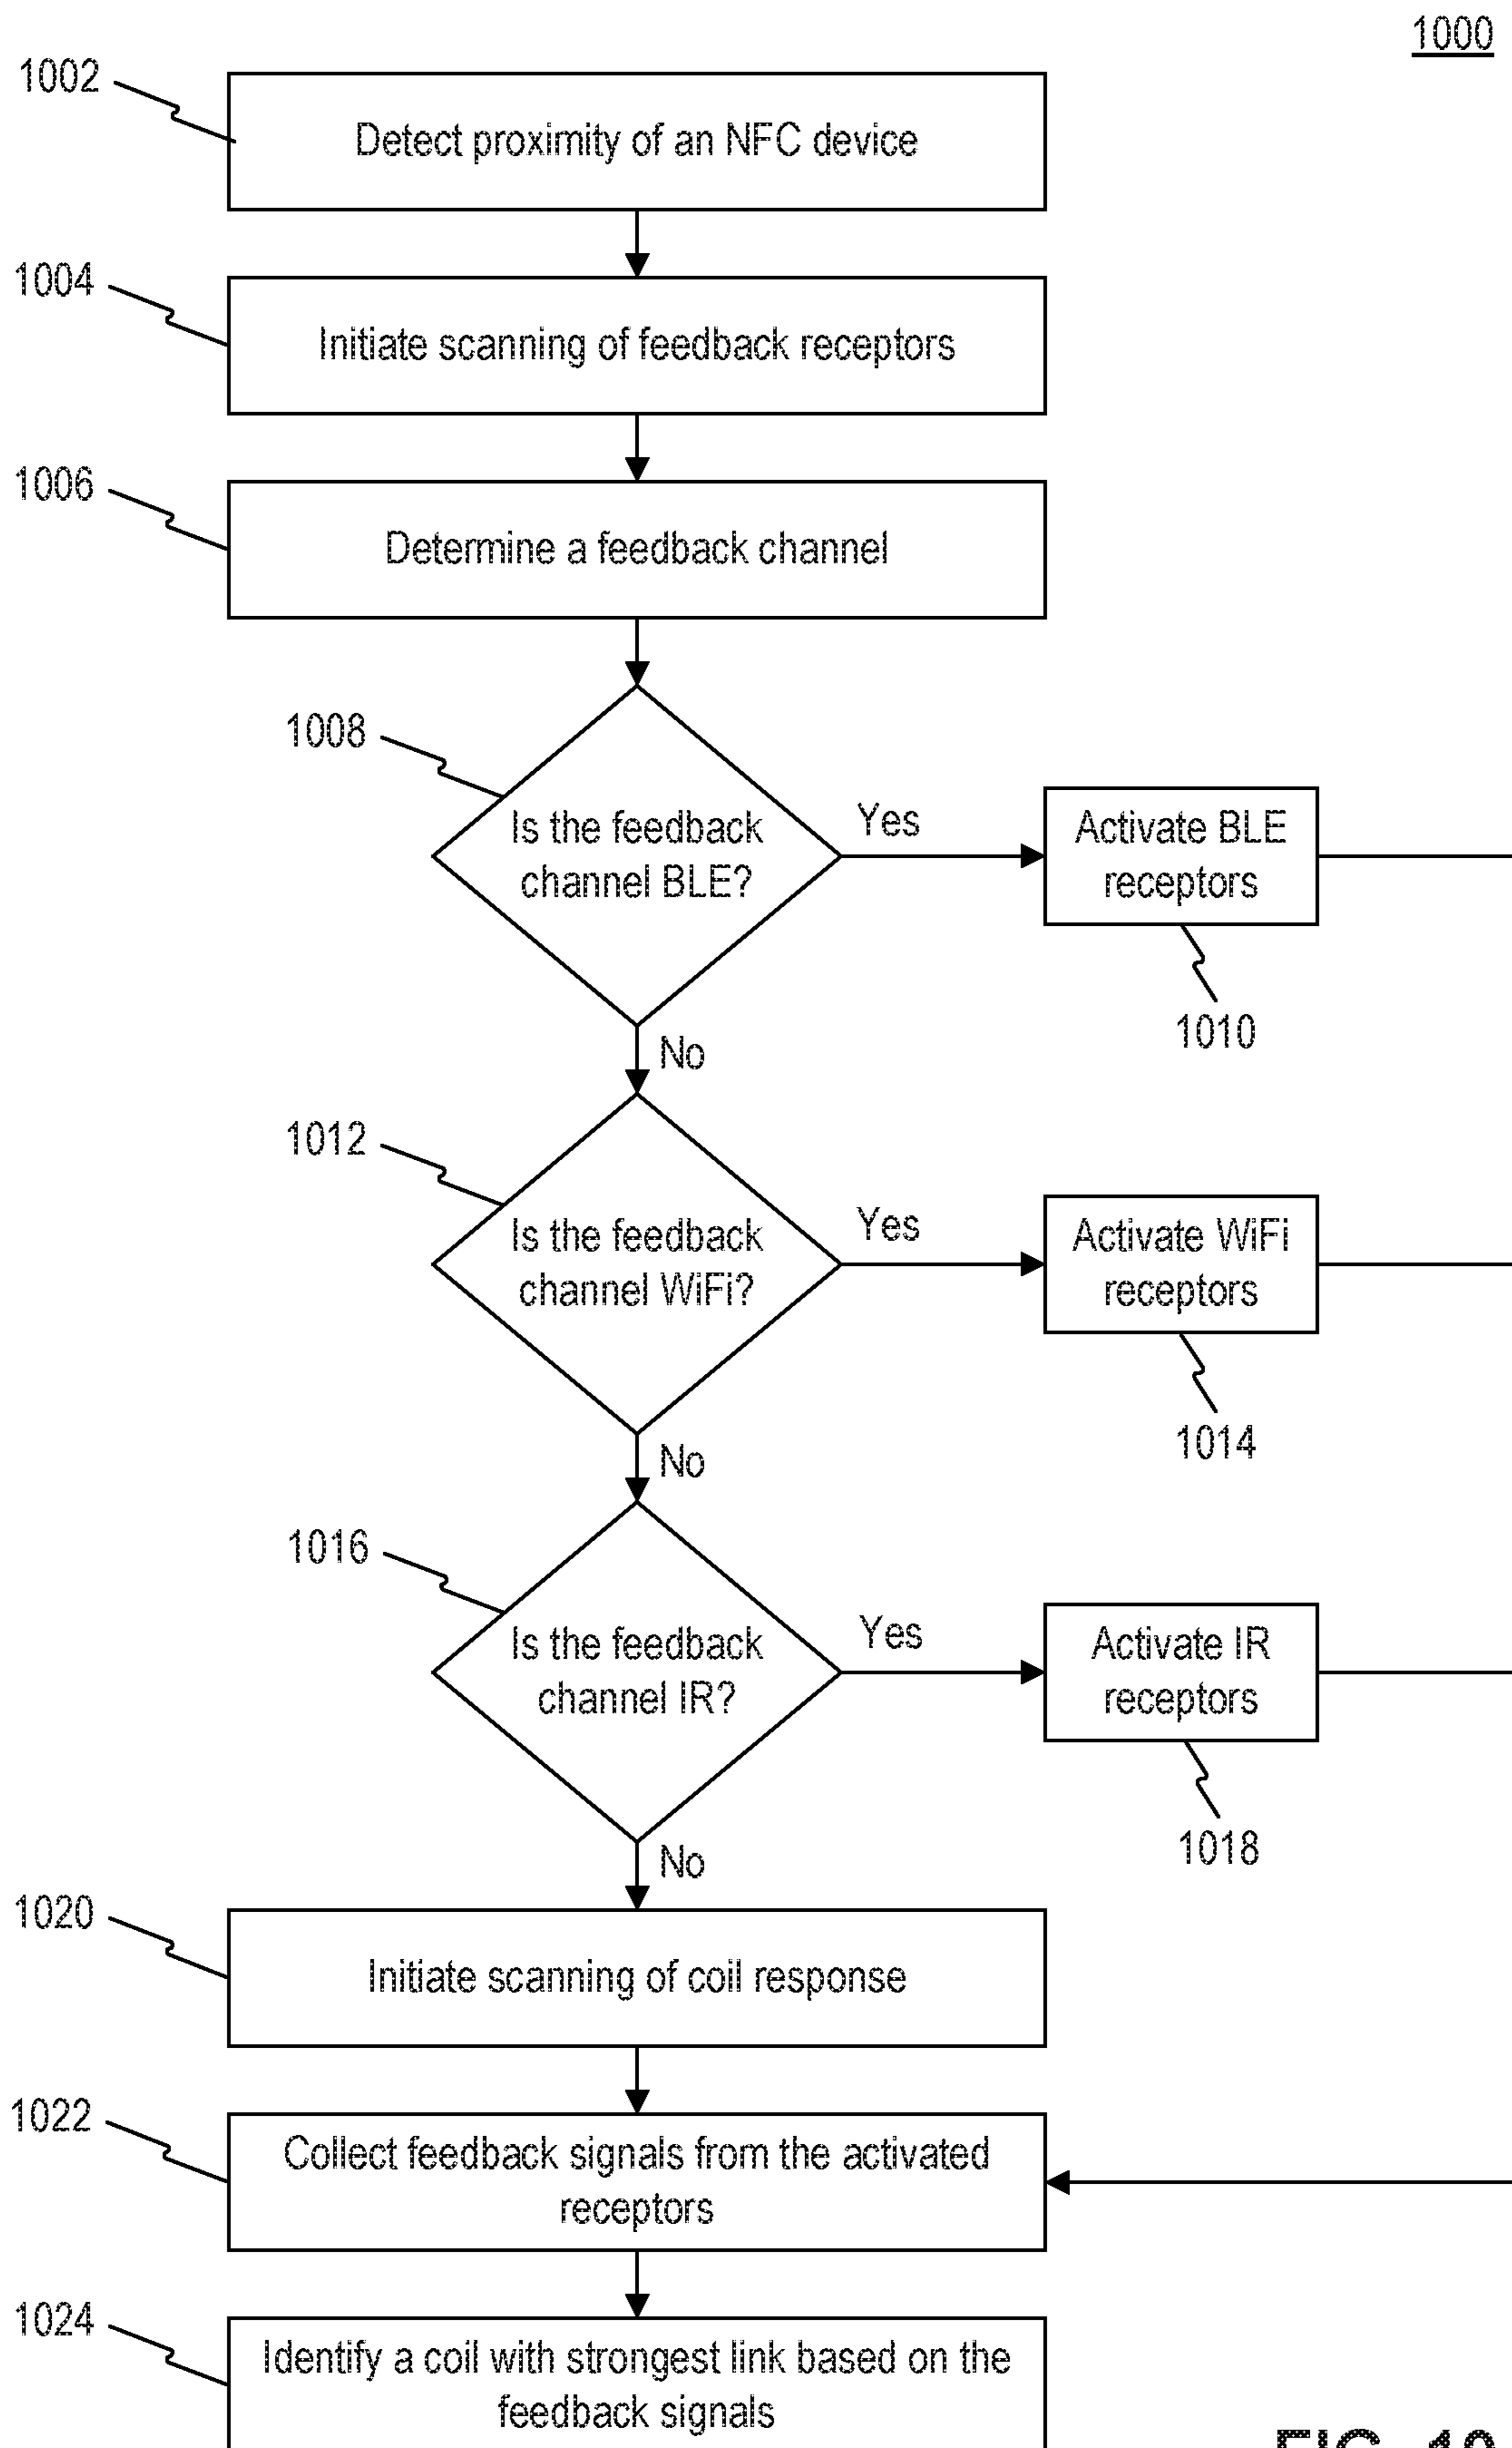 1000
1002
Detect proximity of an NFC device
1004
Initiate scanning of feedback receptors
1006
Determine a feedback channel
1008
Is the feedback
channel BLE?
Yes
Activate BLE
receptors
1010
No
1012
Is the feedback
channel WiFi?
Yes
Activate WiFi
receptors
1014
No
1016
Is the feedback
channel IR?
Yes
Activate IR
receptors
1018
No
1020
Initiate scanning of coil response
1022
Collect feedback signals from the activated
receptors
1024
Identify a coil with strongest link based on the
feedback signals